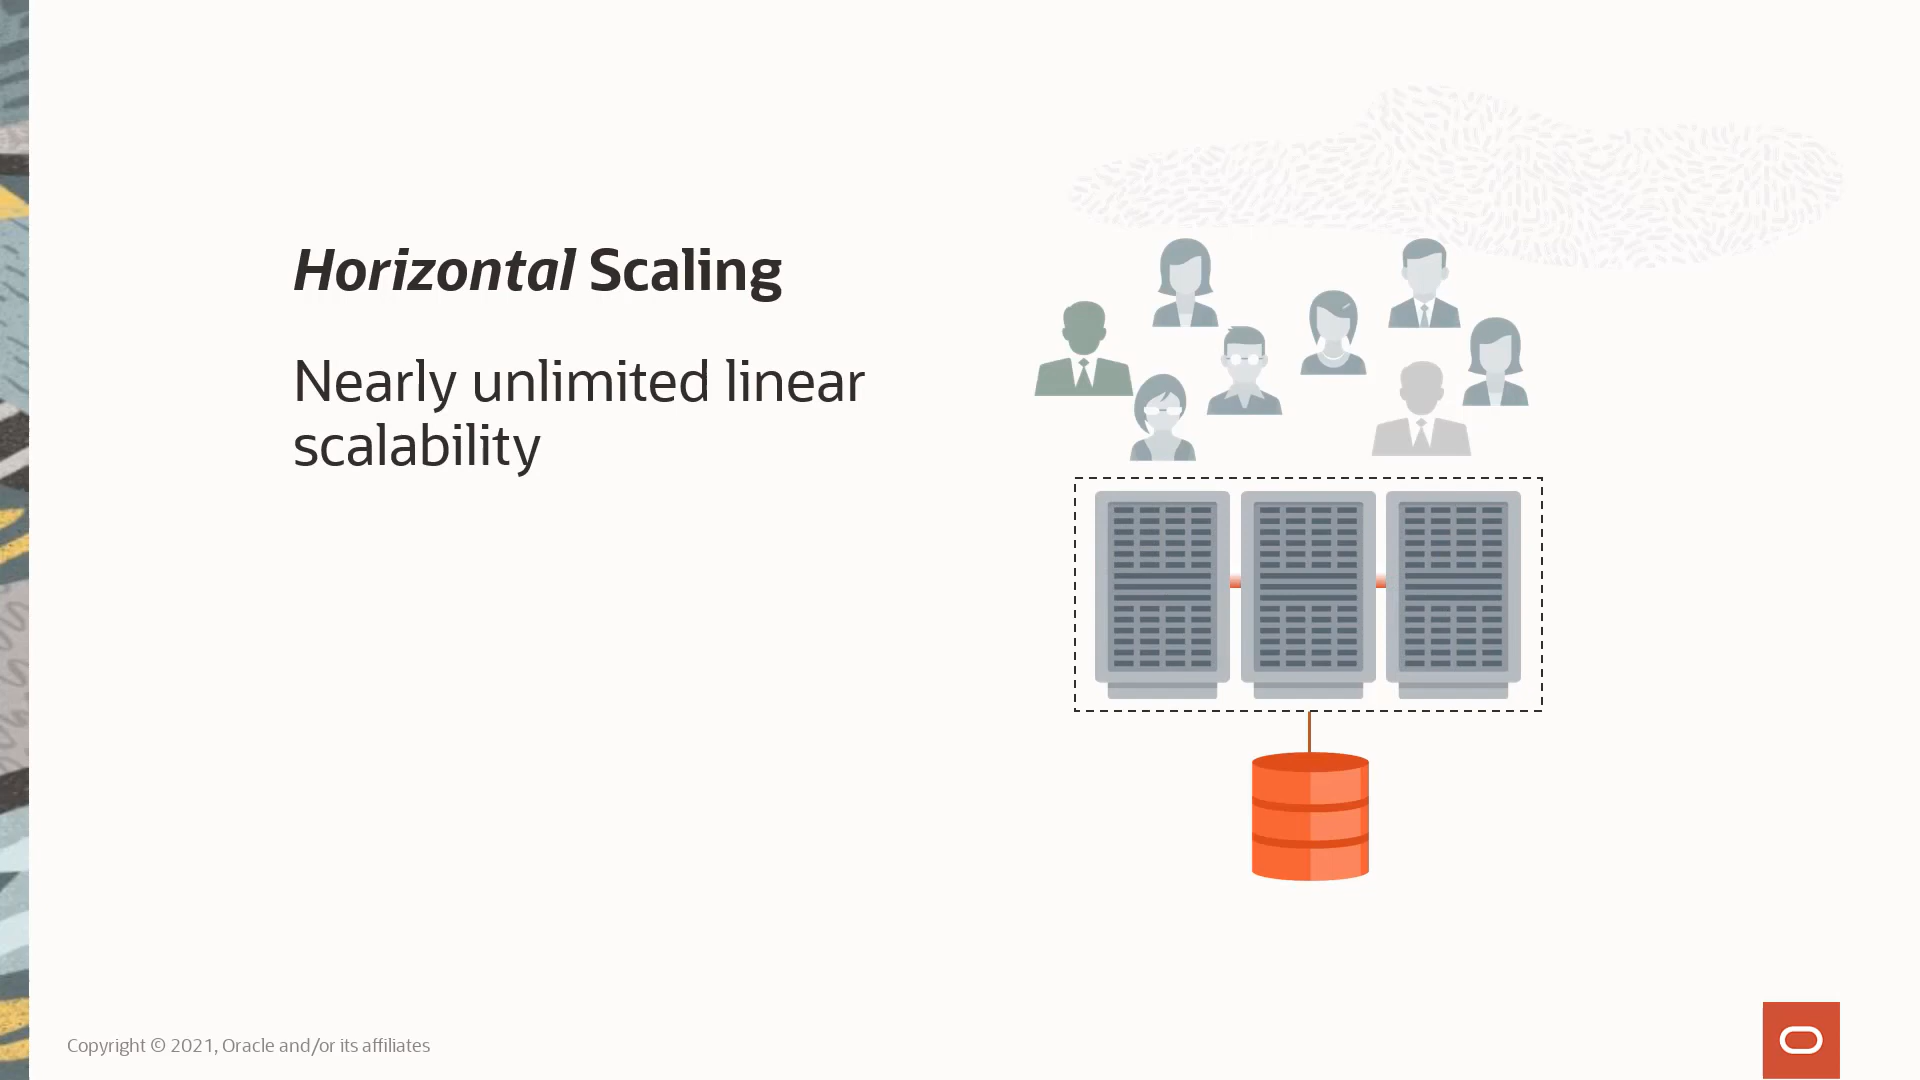 Horizontal Scaling
Nearly unlimited linear
scalability
Copyright © 2021, Oracle and/or its affiliates